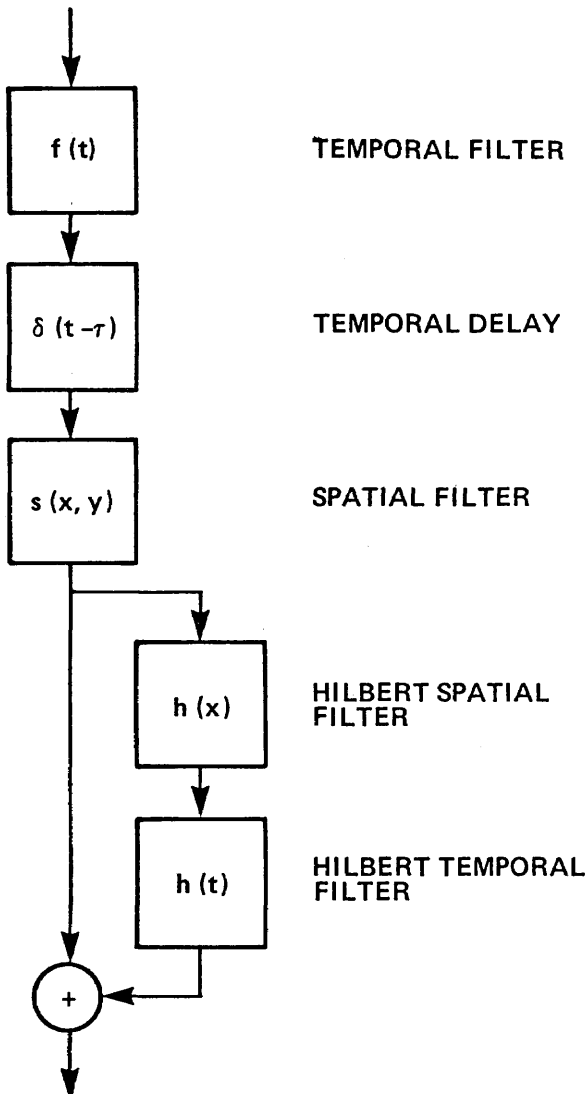 f (t)
TEMPORAL FILTER
δ (t-τ)
TEMPORAL DELAY
s (x, y)
SPATIAL FILTER
h (x)
HILBERT SPATIAL
FILTER
h (t)
HILBERT TEMPORAL
FILTER
+